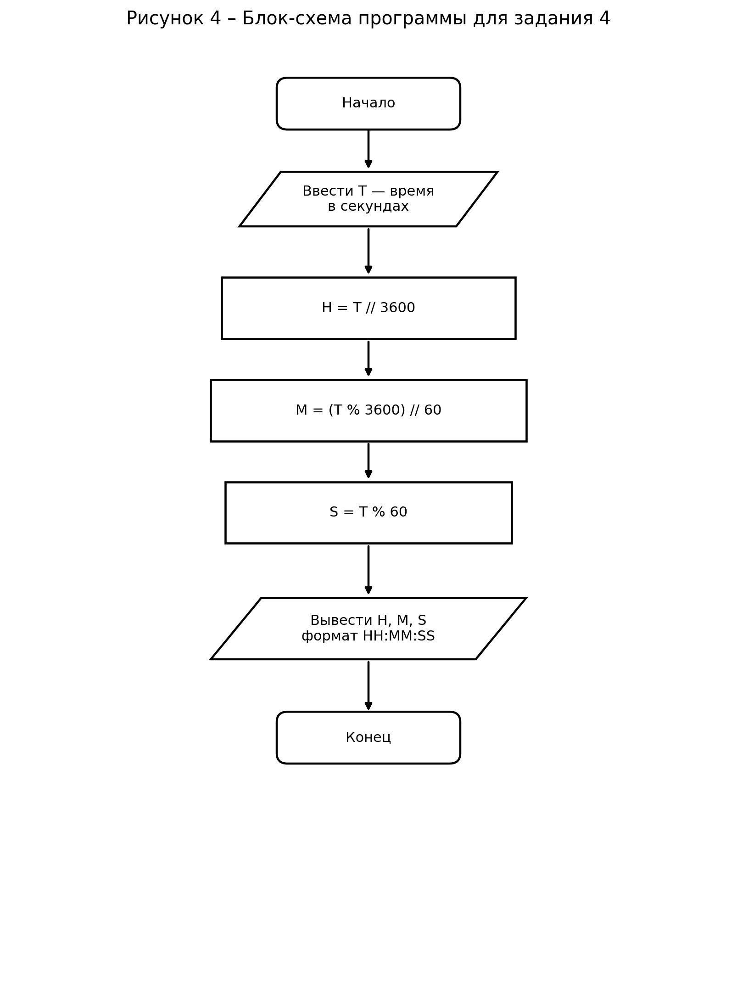 Рисунок 4 – Блок-схема программы для задания 4
Начало
Ввести T — время
в секундах
H = T // 3600
M = (T % 3600) // 60
S = T % 60
Вывести H, M, S
формат HH:MM:SS
Конец